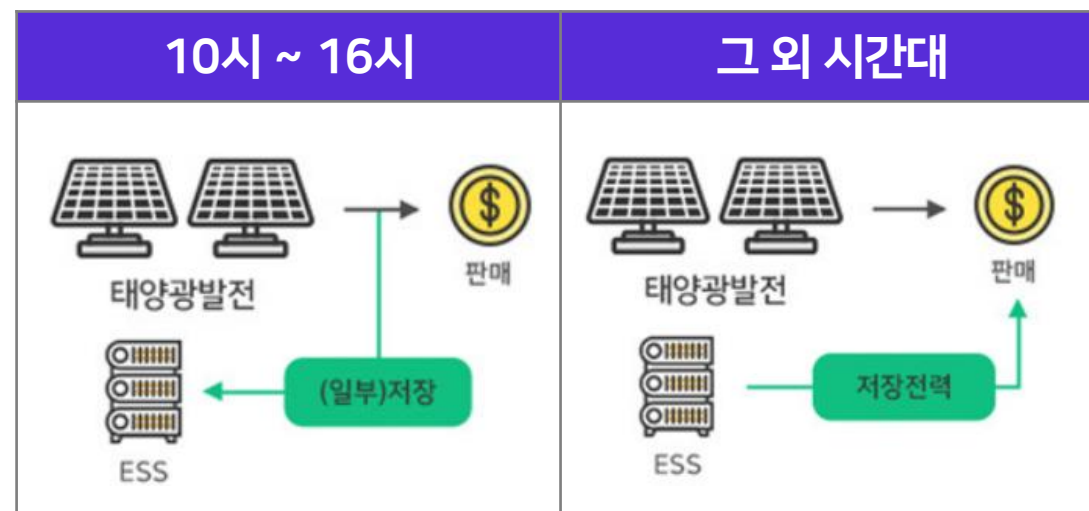 10시 ~ 16시
그 외 시간대
$
판매
태양광발전
(일부)저장
ESS
$
판매
태양광발전
저장전력
ESS